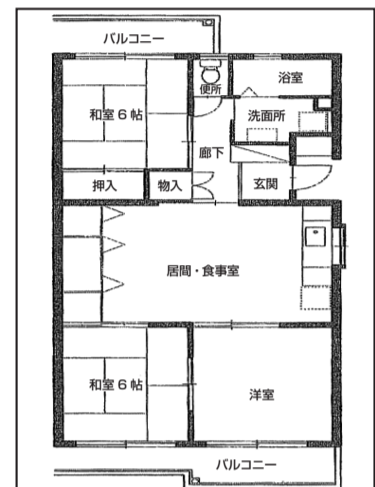 バルコニー
便所
浴室
和室6帖
洗面所
廊下
押入
物入
玄関
居間・食事室
和室6帖
洋室
バルコニー